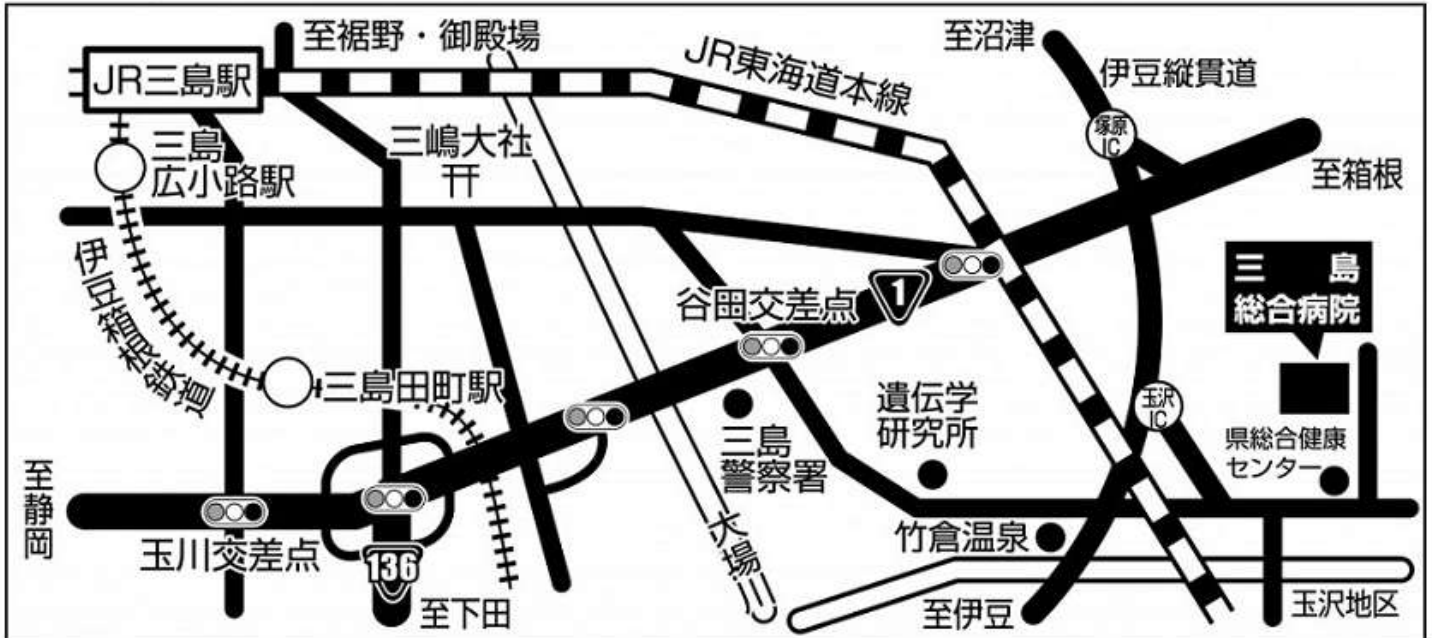 至裾野・御殿場
JR三島駅
JR東海道本線
至沼津
伊豆縦貫道
塚原
IC
三島
広小路駅
三嶋大社
至箱根
伊豆箱根鉄道
三島
総合病院
谷田交差点
1
三島田町駅
玉沢
IC
遺伝学
研究所
三島
警察署
県総合健康
センター
至静岡
玉川交差点
136
至下田
大場
竹倉温泉
至伊豆
玉沢地区